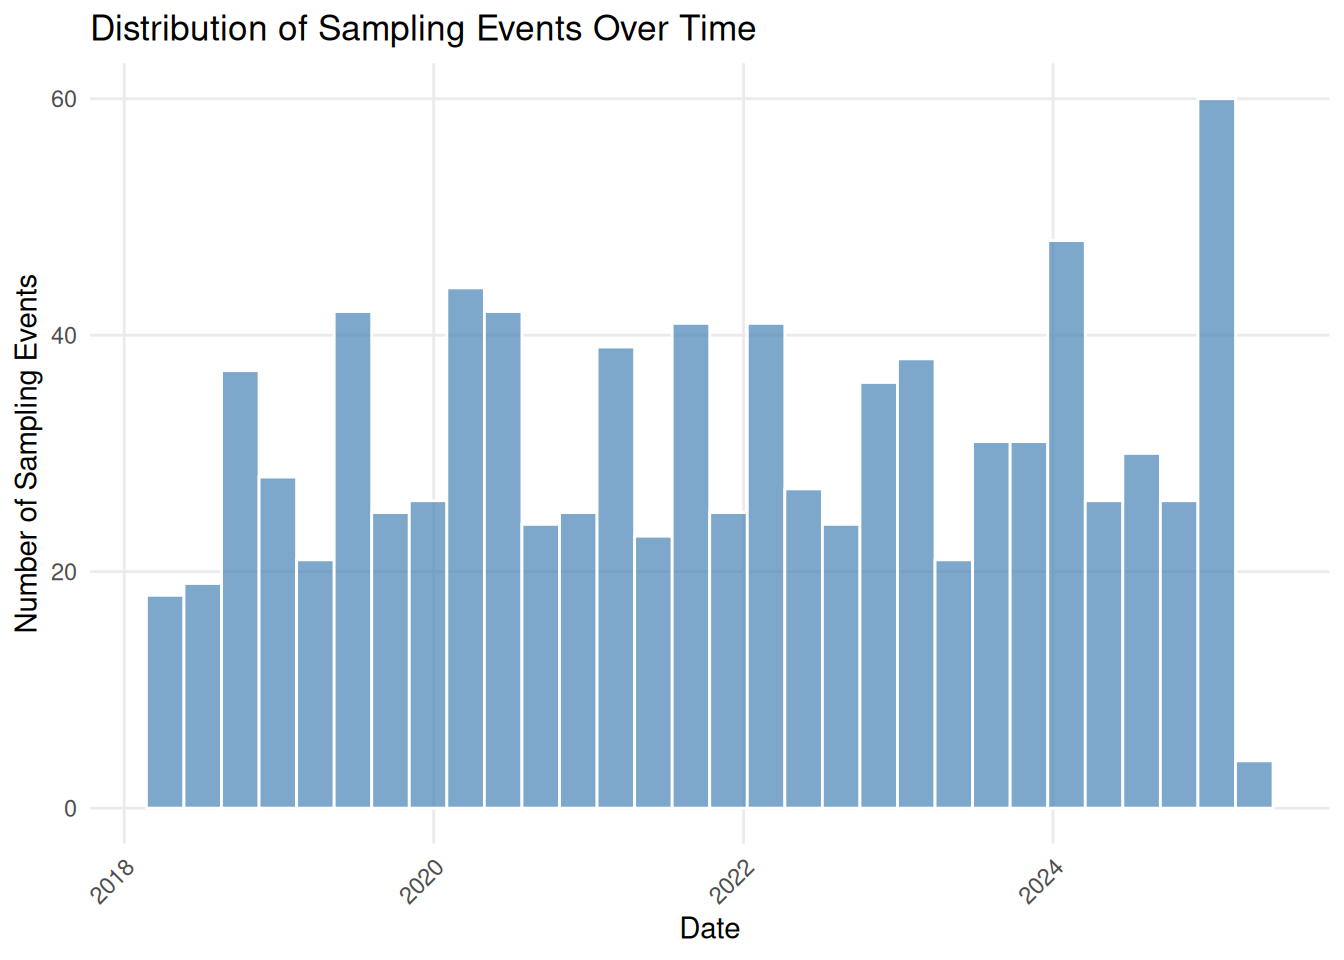 Distribution of Sampling Events Over Time
Number of Sampling Events
60
40
20
0
2018
2020
2022
2024
Date